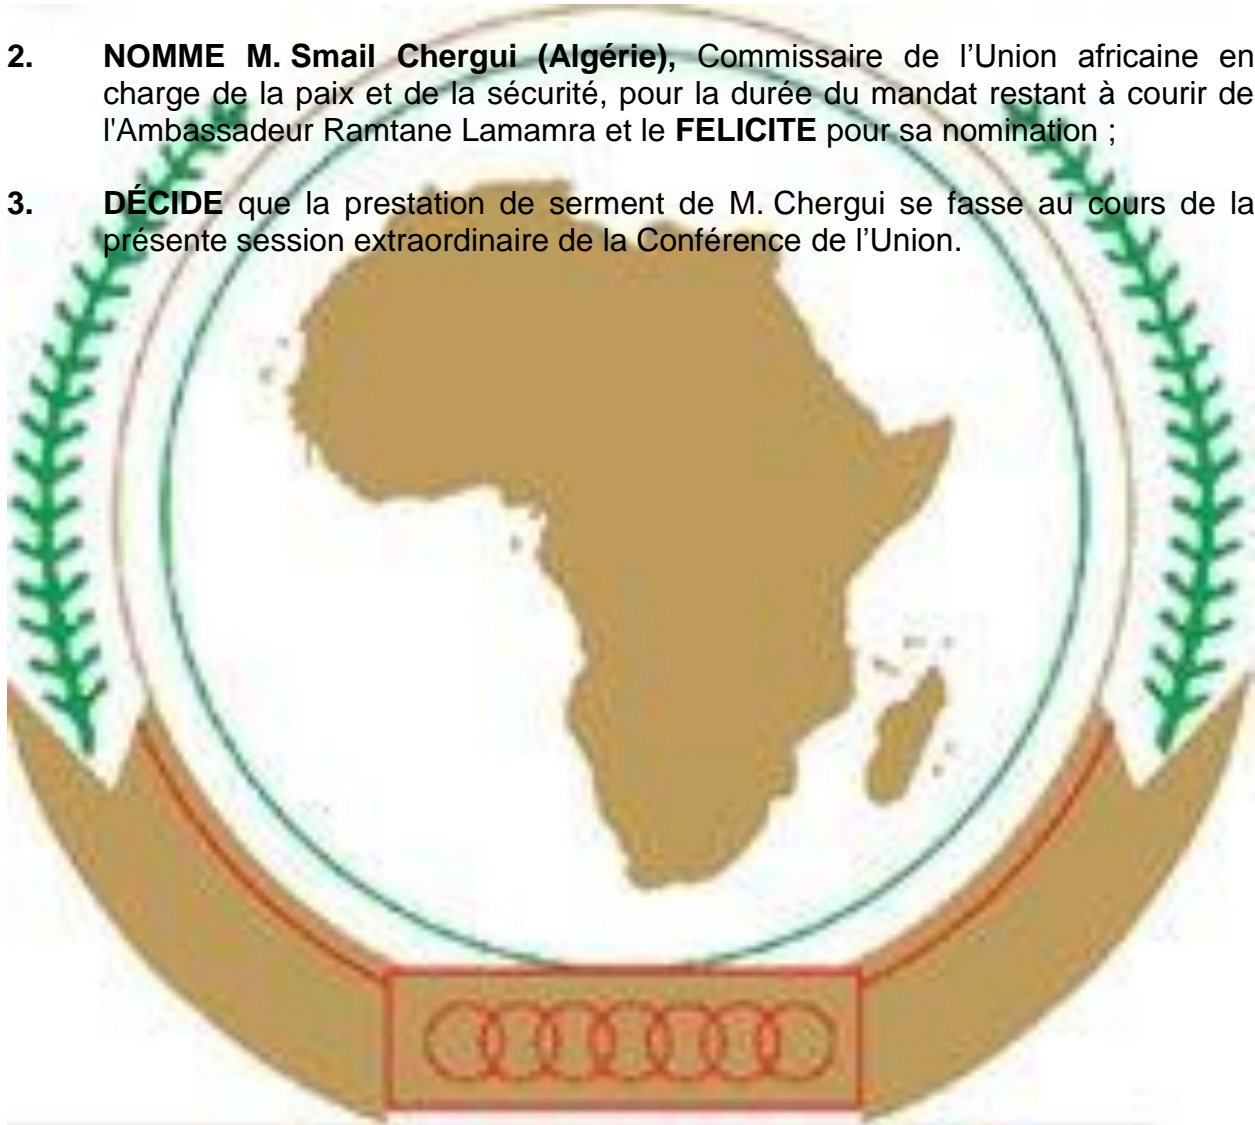 2. NOMME M. Smail Chergui (Algérie), Commissaire de l’Union africaine en
charge de la paix et de la sécurité, pour la durée du mandat restant à courir de
l'Ambassadeur Ramtane Lamamra et le FELICITE pour sa nomination ;
3. DÉCIDE que la prestation de serment de M. Chergui se fasse au cours de la
présente session extraordinaire de la Conférence de l’Union.